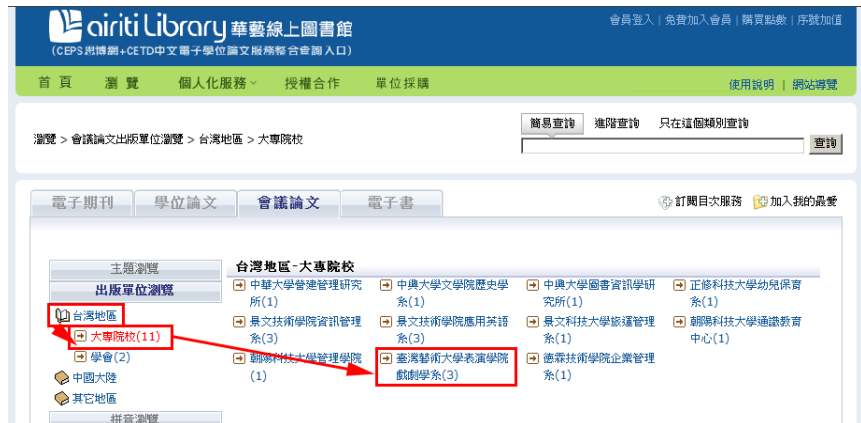 airiti Library 華藝線上圖書館
(CEPS思博網+CETD中文電子學位論文服務整合查詢入口)
會員登入 | 免費加入會員 | 購買點數 | 序號加值
首頁 瀏覽 個人化服務 授權合作 單位採購
使用說明 | 網站導覽
簡易查詢 進階查詢 只在這個類別查詢
瀏覽 > 會議論文出版單位瀏覽 > 台灣地區 > 大專院校
查詢
電子期刊 學位論文 會議論文 電子書
訂閱目次服務 加入我的最愛
主題瀏覽
出版單位瀏覽
台灣地區
大專院校(11)
學會(2)
中國大陸
其它地區
拼音瀏覽
台灣地區-大專院校
中華大學營建管理研究所(1)
中興大學文學院歷史學系(1)
中興大學圖書資訊學研究所(1)
正修科技大學幼兒保育系(1)
景文技術學院資訊管理系(3)
景文技術學院應用英語系(3)
景文科技大學旅運管理系(1)
朝陽科技大學通識教育中心(1)
朝陽科技大學管理學院(1)
臺灣藝術大學表演學院戲劇學系(3)
德霖技術學院企業管理系(1)